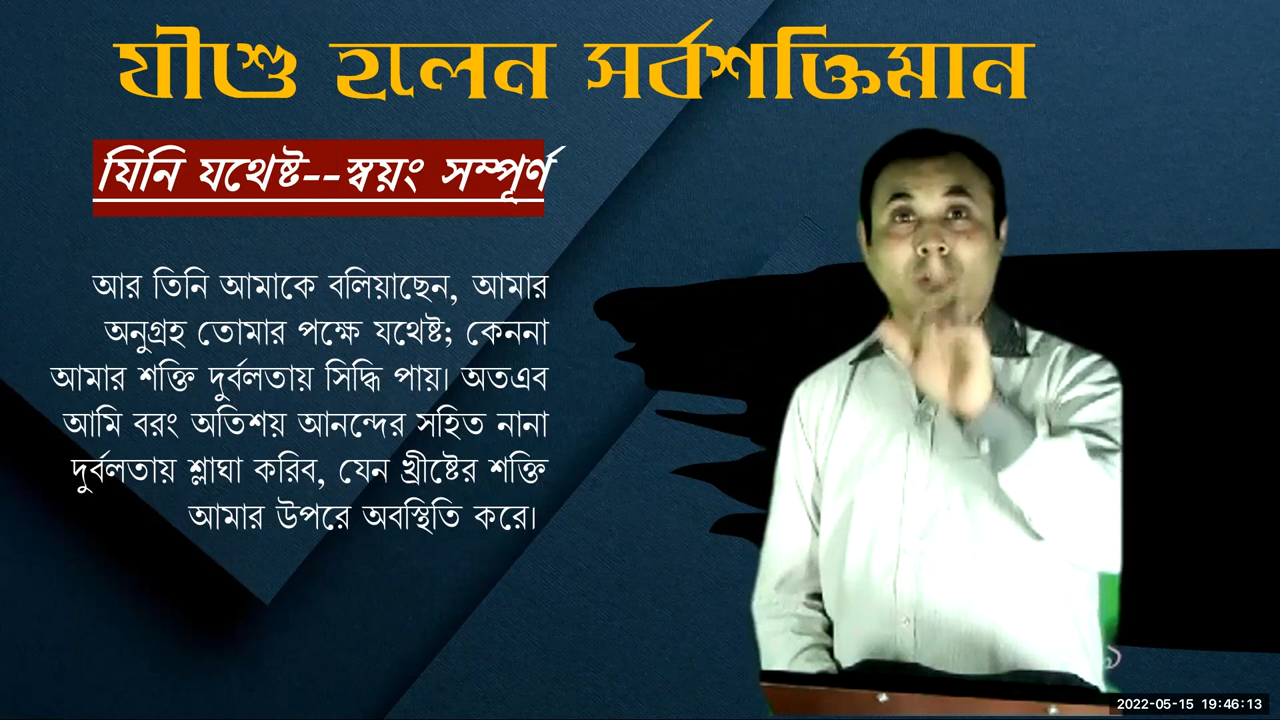 যীশু হলেন সর্বশক্তিমান
যিনি যথেষ্ট--স্বয়ং সম্পূর্ণ
আর তিনি আমাকে বলিয়াছেন, আমার
অনুগ্রহ তোমার পক্ষে যথেষ্ট; কেননা
আমার শক্তি দুর্বলতায় সিদ্ধি পায়। অতএব
আমি বরং অতিশয় আনন্দের সহিত নানা
দুর্বলতায় শ্লাঘা করিব, যেন খ্রীষ্টের শক্তি
আমার উপরে অবস্থিতি করে।
2022-05-15 19:46:13